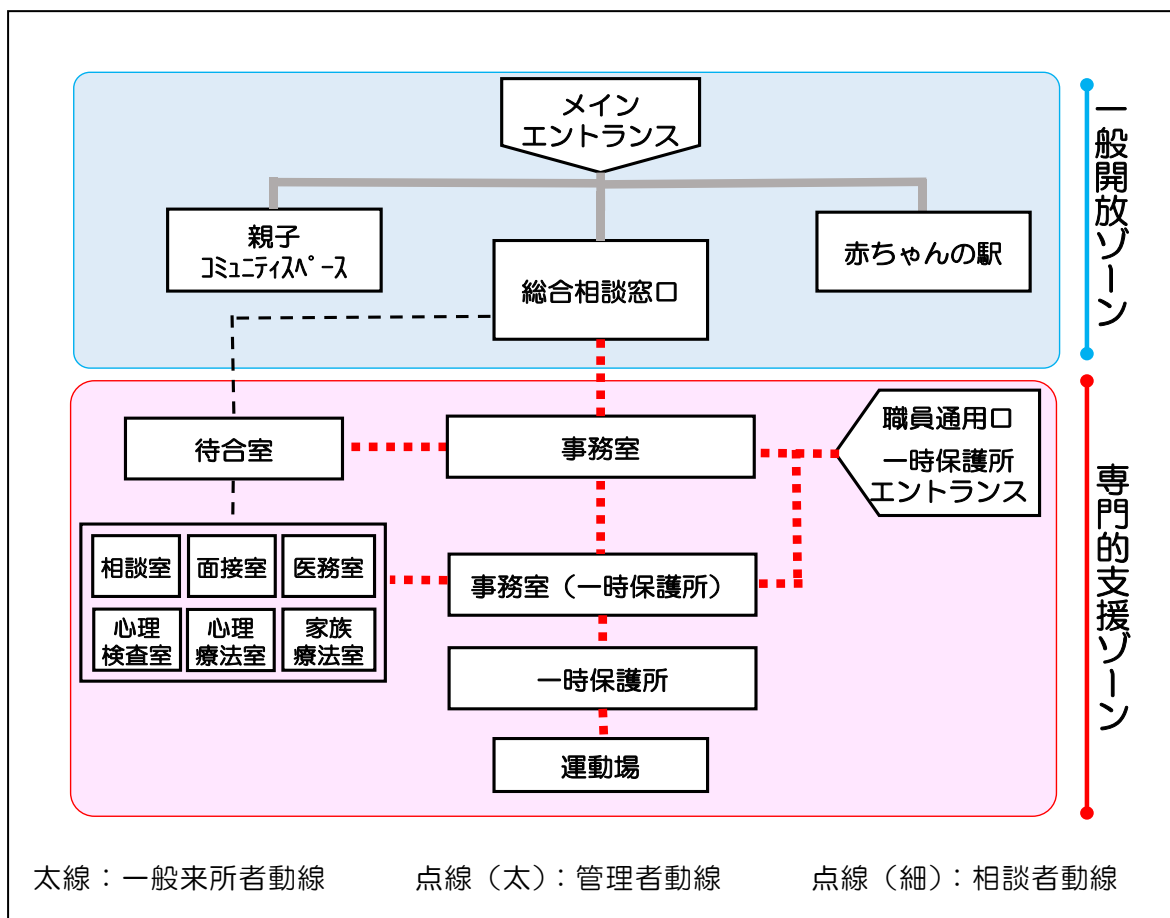 メイン
エントランス
親子
ｺﾐｭﾆﾃｨｽﾍﾟｰｽ
総合相談窓口
赤ちゃんの駅
一般開放ゾーン
待合室
事務室
職員通用口
一時保護所
エントランス
相談室
面接室
医務室
心理
検査室
心理
療法室
家族
療法室
事務室（一時保護所）
一時保護所
運動場
専門的支援ゾーン
太線：一般来所者動線
点線（太）：管理者動線
点線（細）：相談者動線